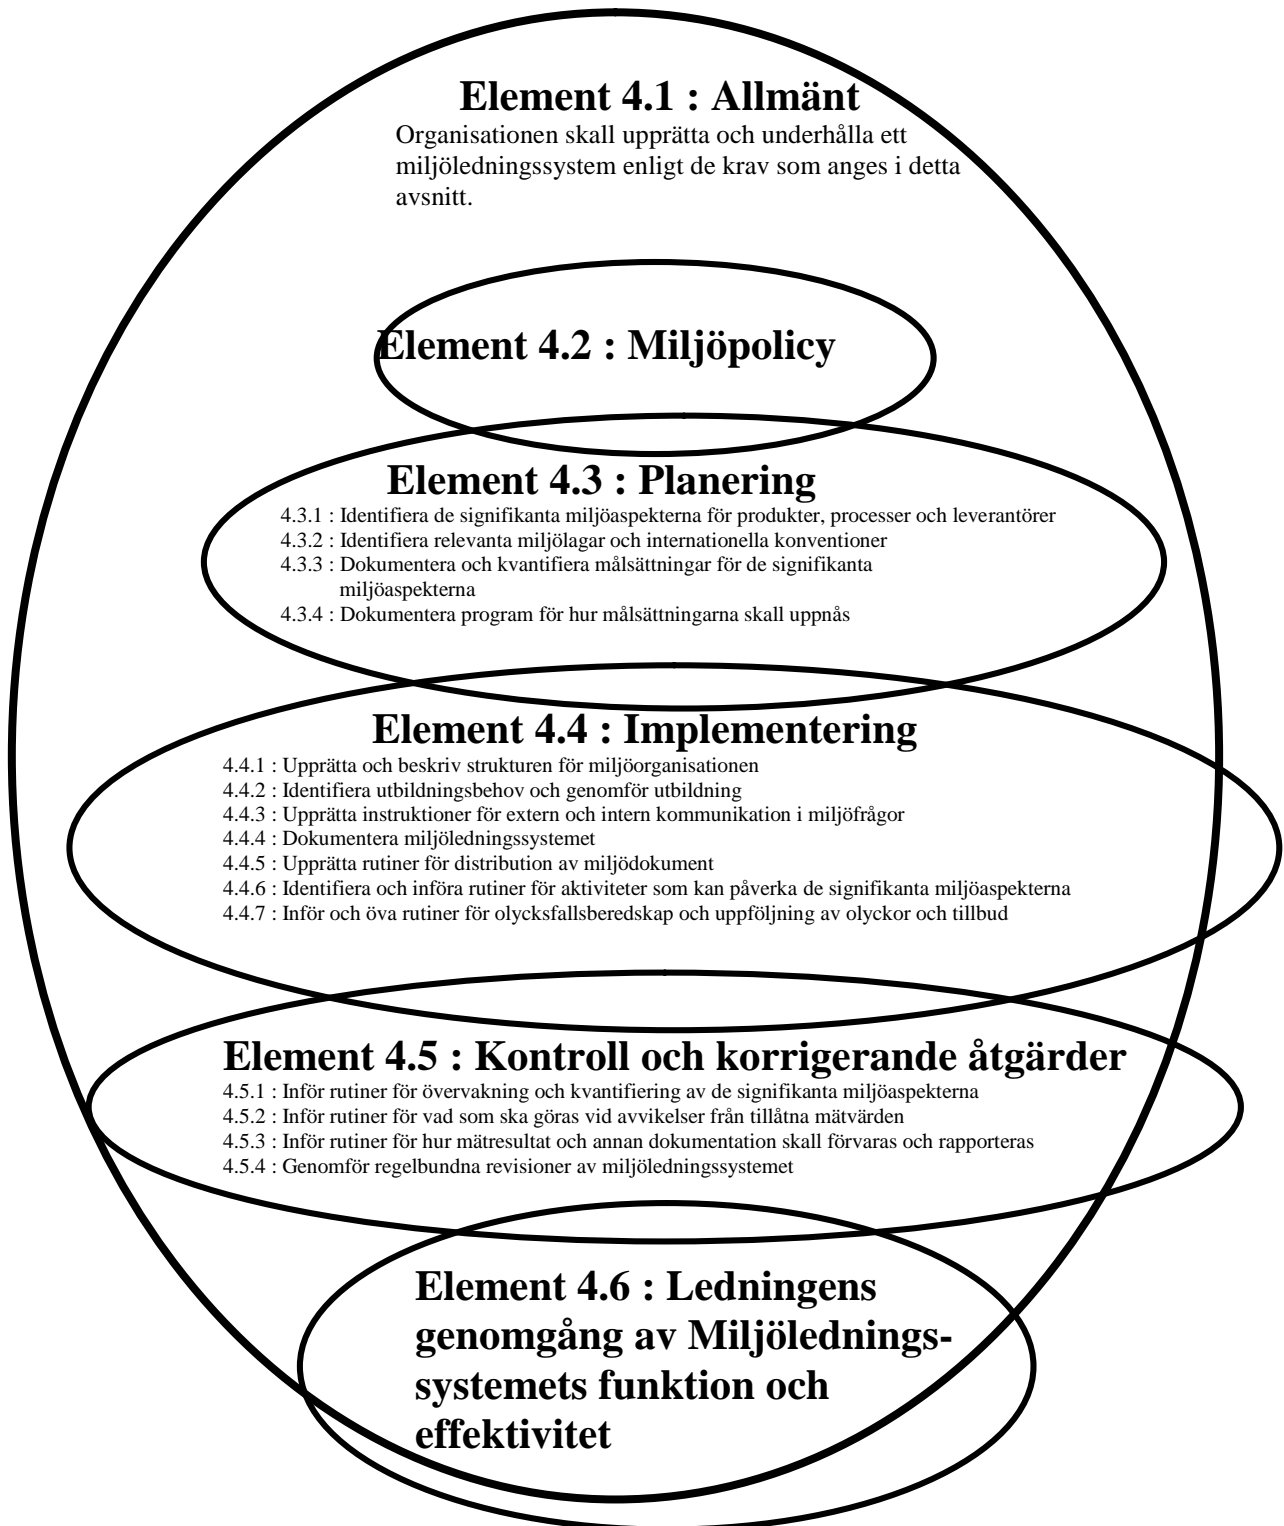 Element 4.1 : Allmänt
Organisationen skall upprätta och underhålla ett
miljöledningssystem enligt de krav som anges i detta
avsnitt.
Element 4.2 : Miljöpolicy
Element 4.3 : Planering
4.3.1 : Identifiera de signifikanta miljöaspekterna för produkter, processer och leverantörer
4.3.2 : Identifiera relevanta miljölagar och internationella konventioner
4.3.3 : Dokumentera och kvantifiera målsättningar för de signifikanta
miljöaspekterna
4.3.4 : Dokumentera program för hur målsättningarna skall uppnås
Element 4.4 : Implementering
4.4.1 : Upprätta och beskriv strukturen för miljöorganisationen
4.4.2 : Identifiera utbildningsbehov och genomför utbildning
4.4.3 : Upprätta instruktioner för extern och intern kommunikation i miljöfrågor
4.4.4 : Dokumentera miljöledningssystemet
4.4.5 : Upprätta rutiner för distribution av miljödokument
4.4.6 : Identifiera och införa rutiner för aktiviteter som kan påverka de signifikanta miljöaspekterna
4.4.7 : Inför och öva rutiner för olycksfallsberedskap och uppföljning av olyckor och tillbud
Element 4.5 : Kontroll och korrigerande åtgärder
4.5.1 : Inför rutiner för övervakning och kvantifiering av de signifikanta miljöaspekterna
4.5.2 : Inför rutiner för vad som ska göras vid avvikelser från tillåtna mätvärden
4.5.3 : Inför rutiner för hur mätresultat och annan dokumentation skall förvaras och rapporteras
4.5.4 : Genomför regelbundna revisioner av miljöledningssystemet
Element 4.6 : Ledningens
genomgång av Miljölednings-
systemets funktion och
effektivitet